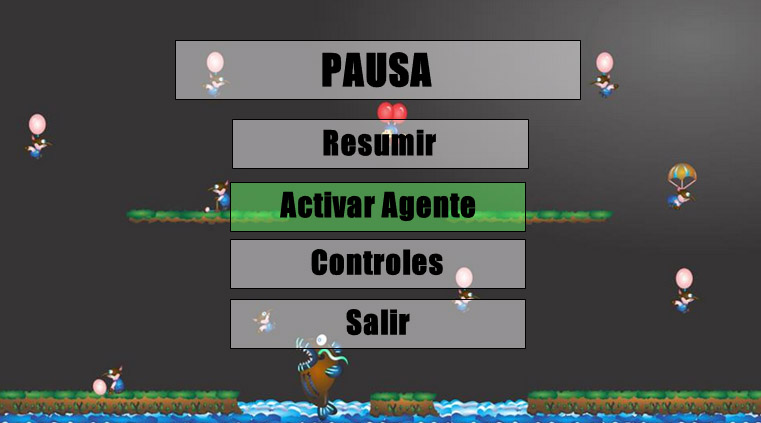 PAUSA
Resumir
Activar Agente
Controles
Salir